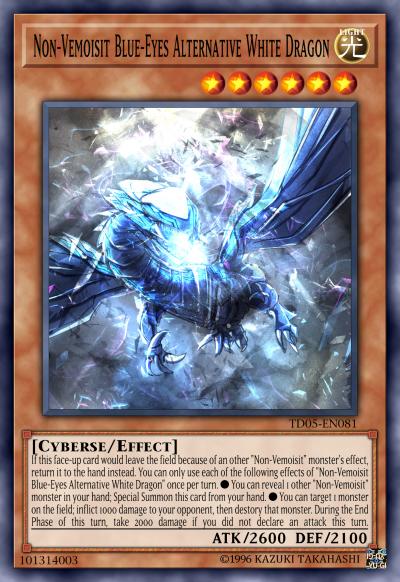 Non-Vemoisit Blue-Eyes Alternative White Dragon
LIGHT
光
TD05-EN081
[Cyberse/Effect]
If this face-up card would leave the field because of an other "Non-Vemoisit" monster's effect,
return it to the hand instead. You can only use each of the following effects of "Non-Vemoisit
Blue-Eyes Alternative White Dragon" once per turn. ●You can reveal 1 other "Non-Vemoisit"
monster in your hand; Special Summon this card from your hand. ●You can target 1 monster
on the field; inflict 1000 damage to your opponent, then destory that monster. During the End
Phase of this turn, take 2000 damage if you did not declare an attack this turn.
ATK/2600 DEF/2100
101313003
©1996 KAZUKI TAKAHASHI